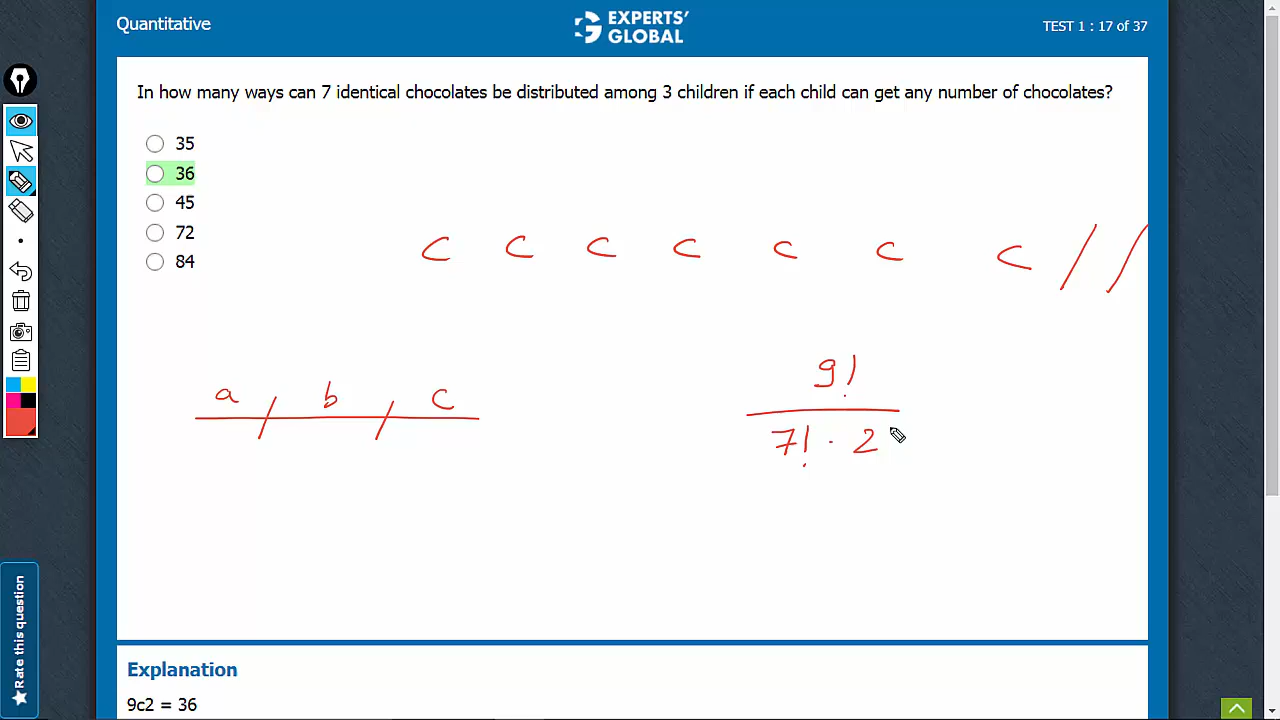 Quantitative
EXPERTS'
GLOBAL
TEST 1 : 17 of 37
In how many ways can 7 identical chocolates be distributed among 3 children if each child can get any number of chocolates?
35
36
45
72
84
c c c c c c c / /
a / b / c
9!
7! · 2
Rate this question
Explanation
9c2 = 36